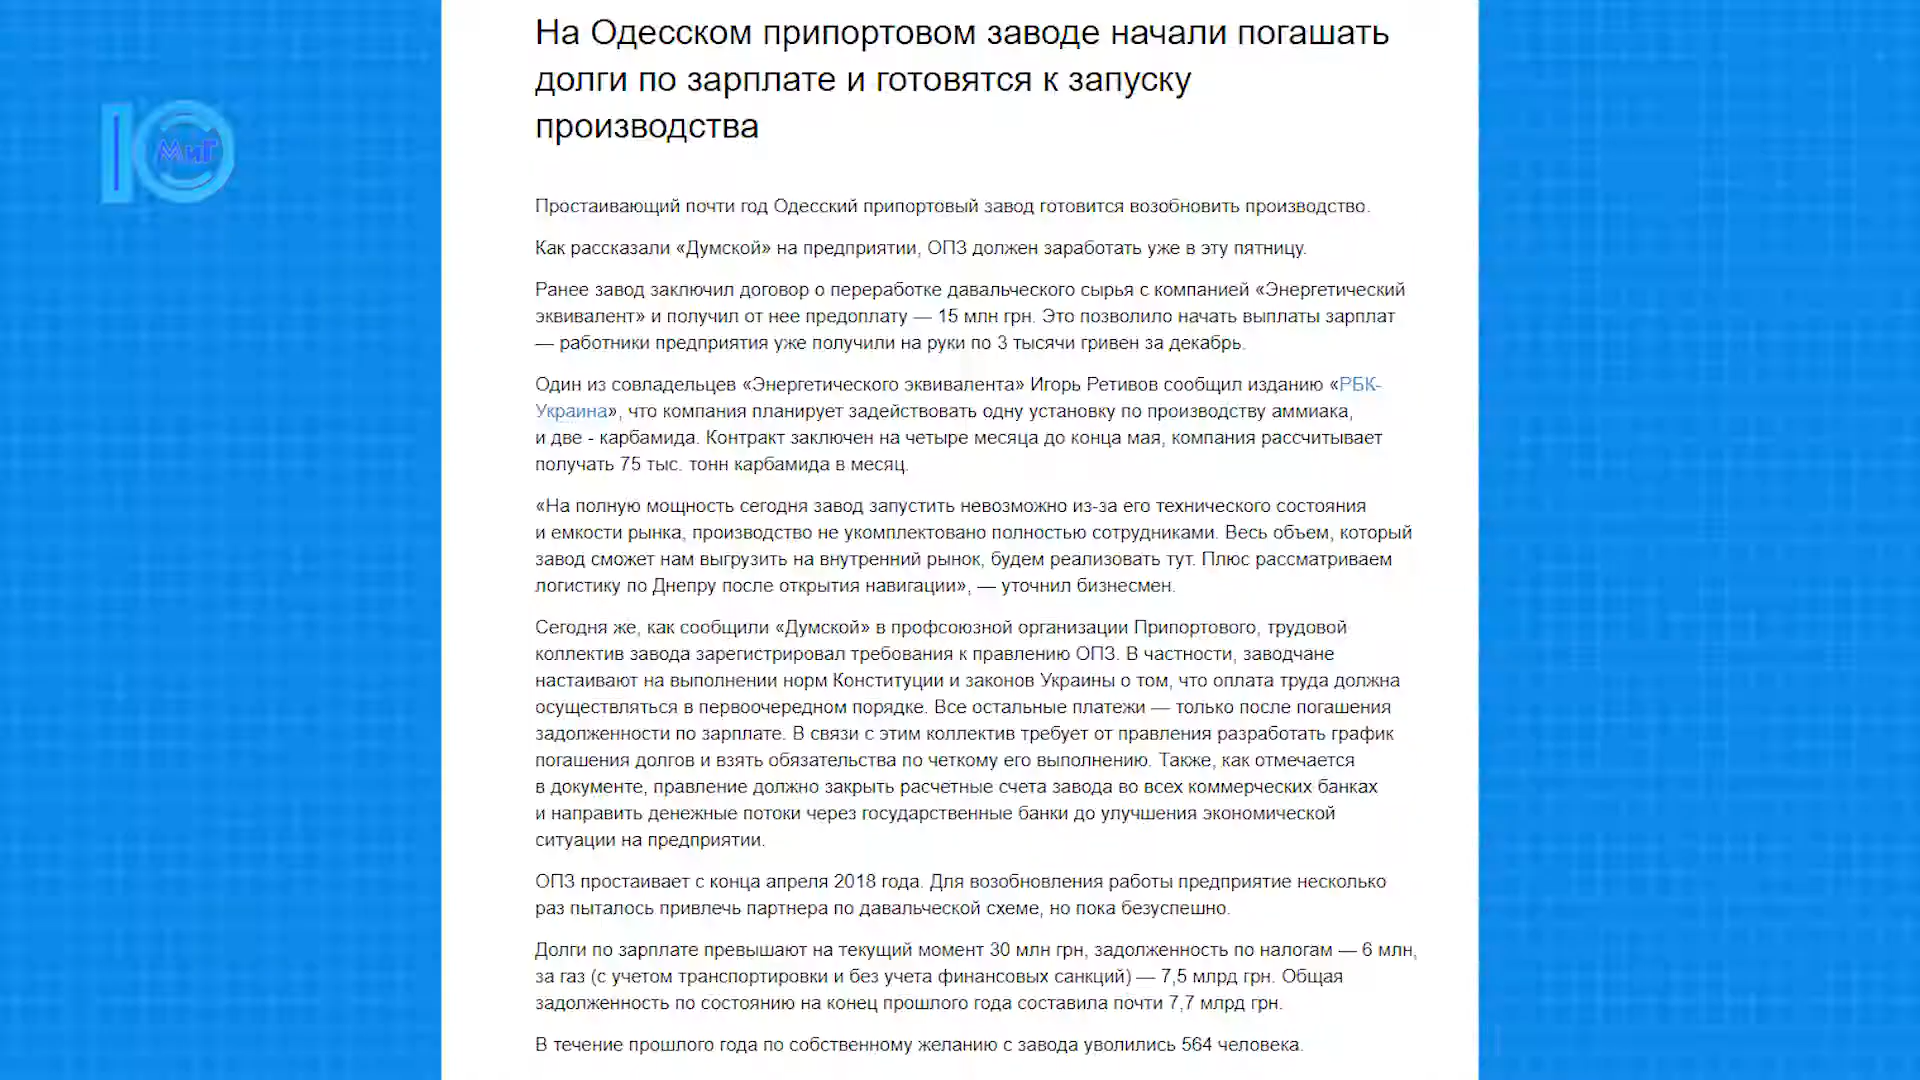 На Одесском припортовом заводе начали погашать
долги по зарплате и готовятся к запуску
производства
МиГ
Простаивающий почти год Одесский припортовый завод готовится возобновить производство.
Как рассказали «Думской» на предприятии, ОПЗ должен заработать уже в эту пятницу.
Ранее завод заключил договор о переработке давальческого сырья с компанией «Энергетический
эквивалент» и получил от нее предоплату — 15 млн грн. Это позволило начать выплаты зарплат
— работники предприятия уже получили на руки по 3 тысячи гривен за декабрь.
Один из совладельцев «Энергетического эквивалента» Игорь Ретивов сообщил изданию «РБК-
Украина», что компания планирует задействовать одну установку по производству аммиака,
и две - карбамида. Контракт заключен на четыре месяца до конца мая, компания рассчитывает
получать 75 тыс. тонн карбамида в месяц.
«На полную мощность сегодня завод запустить невозможно из-за его технического состояния
и емкости рынка, производство не укомплектовано полностью сотрудниками. Весь объем, который
завод сможет нам выгрузить на внутренний рынок, будем реализовать тут. Плюс рассматриваем
логистику по Днепру после открытия навигации», — уточнил бизнесмен.
Сегодня же, как сообщили «Думской» в профсоюзной организации Припортового, трудовой
коллектив завода зарегистрировал требования к правлению ОПЗ. В частности, заводчане
настаивают на выполнении норм Конституции и законов Украины о том, что оплата труда должна
осуществляться в первоочередном порядке. Все остальные платежи — только после погашения
задолженности по зарплате. В связи с этим коллектив требует от правления разработать график
погашения долгов и взять обязательства по четкому его выполнению. Также, как отмечается
в документе, правление должно закрыть расчетные счета завода во всех коммерческих банках
и направить денежные потоки через государственные банки до улучшения экономической
ситуации на предприятии.
ОПЗ простаивает с конца апреля 2018 года. Для возобновления работы предприятие несколько
раз пыталось привлечь партнера по давальческой схеме, но пока безуспешно.
Долги по зарплате превышают на текущий момент 30 млн грн, задолженность по налогам — 6 млн,
за газ (с учетом транспортировки и без учета финансовых санкций) — 7,5 млрд грн. Общая
задолженность по состоянию на конец прошлого года составила почти 7,7 млрд грн.
В течение прошлого года по собственному желанию с завода уволились 564 человека.